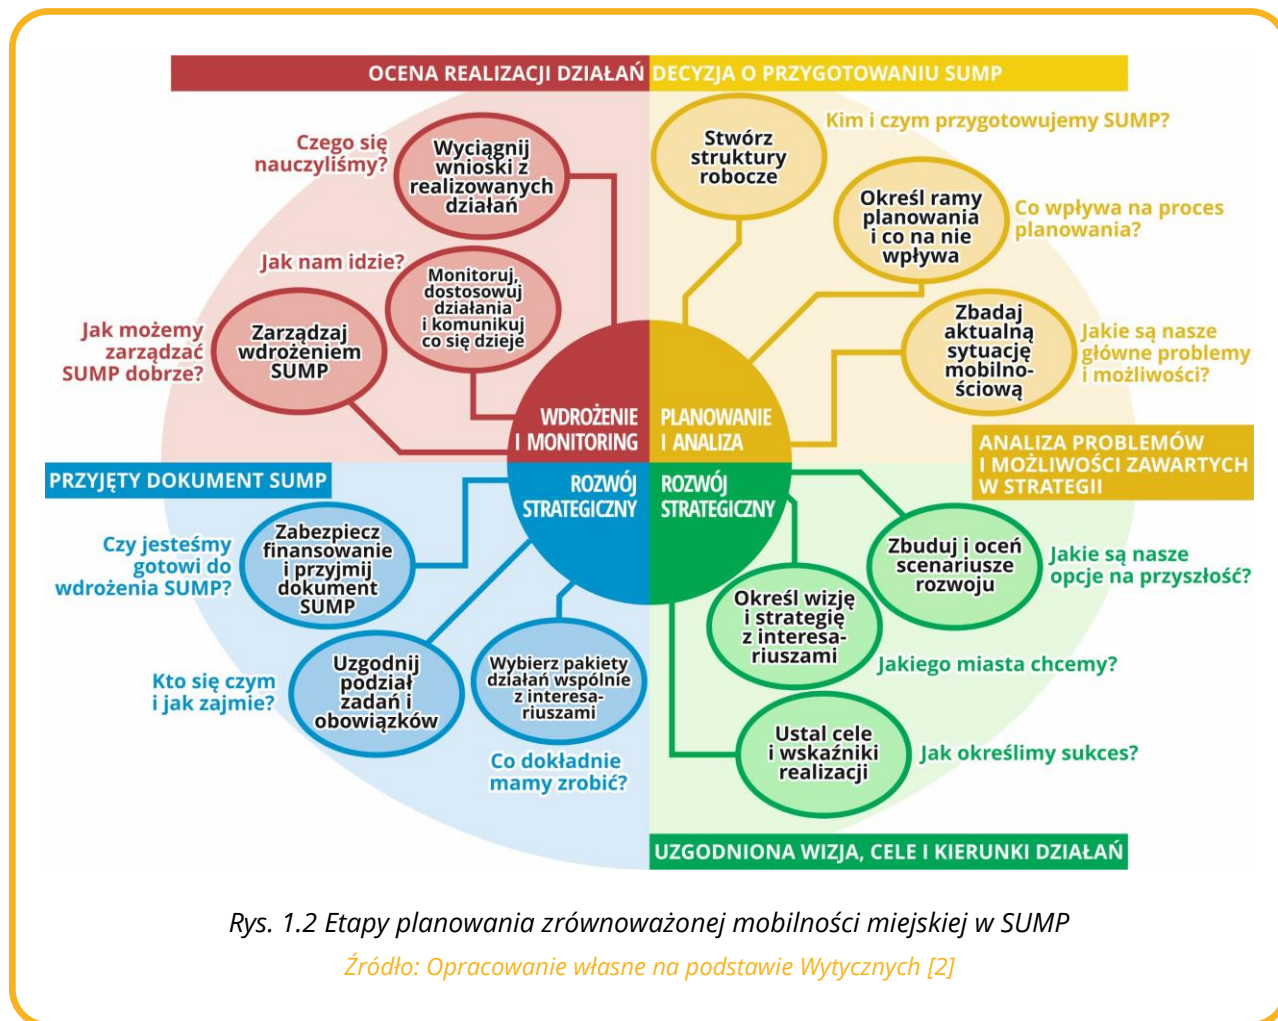 OCENA REALIZACJI DZIAŁAŃ
DECYZJA O PRZYGOTOWANIU SUMP
Kim i czym przygotowujemy SUMP?
Stwórz
struktury
robocze
Określ ramy
planowania
i co na nie
wpływa
Co wpływa na proces
planowania?
Zbadaj
aktualną
sytuację
mobilno-
ściową
Jakie są nasze
główne problemy
i możliwości?
PLANOWANIE
I ANALIZA
ANALIZA PROBLEMÓW
I MOŻLIWOŚCI ZAWARTYCH
W STRATEGII
ROZWÓJ
STRATEGICZNY
Zbuduj i oceń
scenariusze
rozwoju
Jakie są nasze
opcje na przyszłość?
Określ wizję
i strategię
z interesa-
riuszami
Jakiego miasta chcemy?
Ustal cele
i wskaźniki
realizacji
Jak określimy sukces?
UZGODNIONA WIZJA, CELE I KIERUNKI DZIAŁAŃ
ROZWÓJ
STRATEGICZNY
Wybierz pakiety
działań wspólnie
z interesa-
riuszami
Co dokładnie
mamy zrobić?
Uzgodnij
podział
zadań i
obowiązków
Kto się czym
i jak zajmie?
Zabezpiecz
finansowanie
i przyjmij
dokument
SUMP
Czy jesteśmy
gotowi do
wdrożenia SUMP?
PRZYJĘTY DOKUMENT SUMP
WDROŻENIE
I MONITORING
Zarządzaj
wdrożeniem
SUMP
Jak możemy
zarządzać
SUMP dobrze?
Monitoruj,
dostosowuj
działania
i komunikuj
co się dzieje
Jak nam idzie?
Wyciągnij
wnioski z
realizowanych
działań
Czego się
nauczyliśmy?
Rys. 1.2 Etapy planowania zrównoważonej mobilności miejskiej w SUMP
Źródło: Opracowanie własne na podstawie Wytycznych [2]